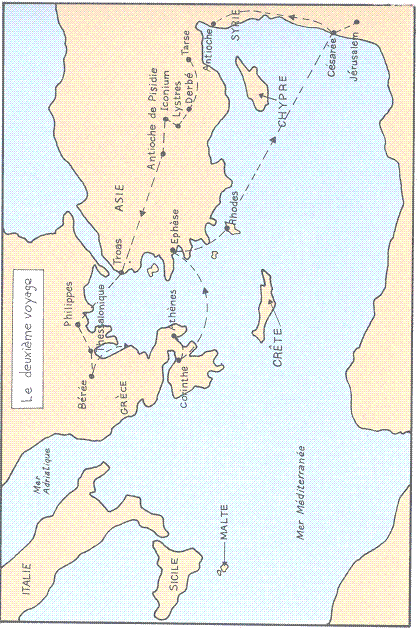 Le deuxième voyage
ITALIE
Mer
Adriatique
Philippes
Bérée
Thessalonique
GRÈCE
Troas
ASIE
Antioche de Pisidie
Iconium
Lystres
Derbé
Tarse
SICILE
Athènes
Corinthe
Ephèse
Antioche
SYRIE
MALTE
Rhodes
CRÊTE
CHYPRE
Mer Méditerranée
Césarée
Jérusalem